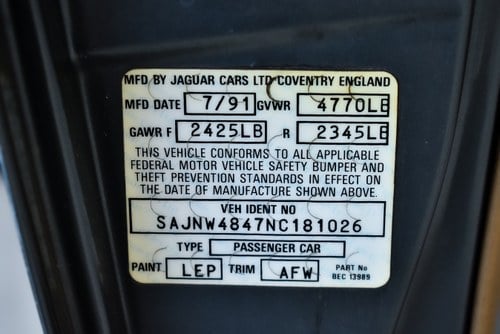 MFD BY JAGUAR CARS LTD COVENTRY ENGLAND
MFD DATE 7/91 GVWR 4770LB
GAWR F 2425LB R 2345LB
THIS VEHICLE CONFORMS TO ALL APPLICABLE
FEDERAL MOTOR VEHICLE SAFETY BUMPER AND
THEFT PREVENTION STANDARDS IN EFFECT ON
THE DATE OF MANUFACTURE SHOWN ABOVE.
VEH IDENT NO
SAJNW4847NC181026
TYPE PASSENGER CAR
PAINT LEP TRIM AFW PART No
BEC 13989